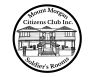 Mount Morgan
Citizens Club Inc.
Soldier's Rooms